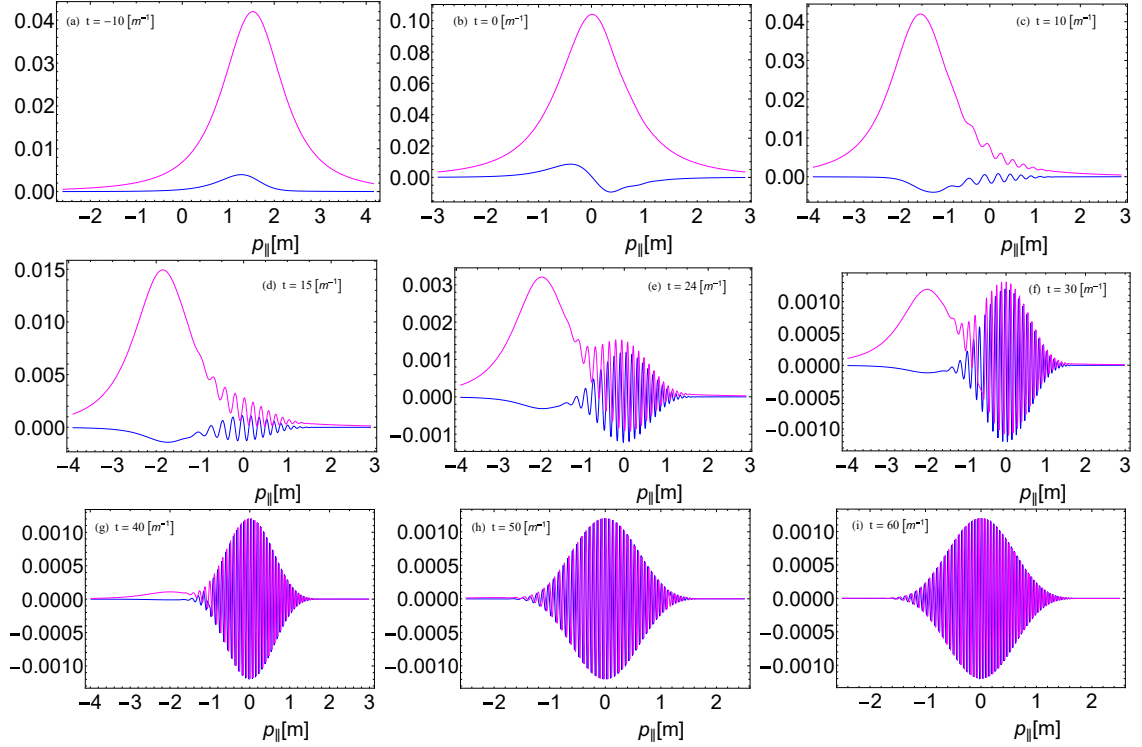 (a) t = −10 [m⁻¹]
0.04
0.03
0.02
0.01
0.00
−2 −1 0 1 2 3 4
p∥[m]
(b) t = 0 [m⁻¹]
0.10
0.08
0.06
0.04
0.02
0.00
−3 −2 −1 0 1 2 3
p∥[m]
(c) t = 10 [m⁻¹]
0.04
0.03
0.02
0.01
0.00
−4 −3 −2 −1 0 1 2 3
p∥[m]
(d) t = 15 [m⁻¹]
0.015
0.010
0.005
0.000
−4 −3 −2 −1 0 1 2 3
p∥[m]
(e) t = 24 [m⁻¹]
0.003
0.002
0.001
0.000
−0.001
−4 −3 −2 −1 0 1 2 3
p∥[m]
(f) t = 30 [m⁻¹]
0.0010
0.0005
0.0000
−0.0005
−0.0010
−4 −3 −2 −1 0 1 2 3
p∥[m]
(g) t = 40 [m⁻¹]
0.0010
0.0005
0.0000
−0.0005
−0.0010
−4 −3 −2 −1 0 1 2 3
p∥[m]
(h) t = 50 [m⁻¹]
0.0010
0.0005
0.0000
−0.0005
−0.0010
−2 −1 0 1 2
p∥[m]
(i) t = 60 [m⁻¹]
0.0010
0.0005
0.0000
−0.0005
−0.0010
−2 −1 0 1 2
p∥[m]